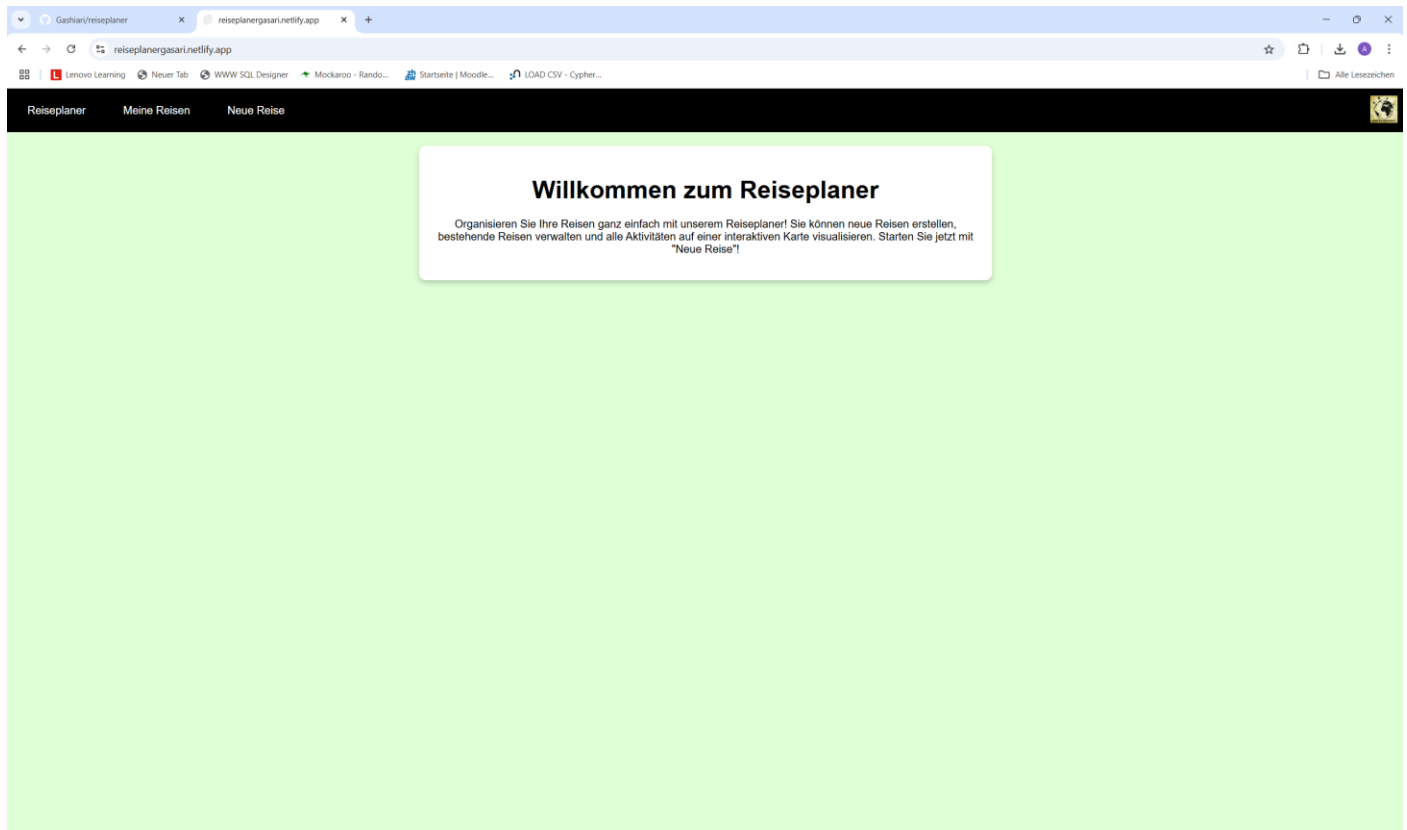 Gashiari/reiseplaner
reiseplanergasari.netlify.app
reiseplanergasari.netlify.app
A
Lenovo Learning
Neuer Tab
WWW SQL Designer
Mockaroo - Rando...
Startseite | Moodle...
LOAD CSV - Cypher...
Alle Lesezeichen
Reiseplaner
Meine Reisen
Neue Reise
Willkommen zum Reiseplaner
Organisieren Sie Ihre Reisen ganz einfach mit unserem Reiseplaner! Sie können neue Reisen erstellen,
bestehende Reisen verwalten und alle Aktivitäten auf einer interaktiven Karte visualisieren. Starten Sie jetzt mit
"Neue Reise"!